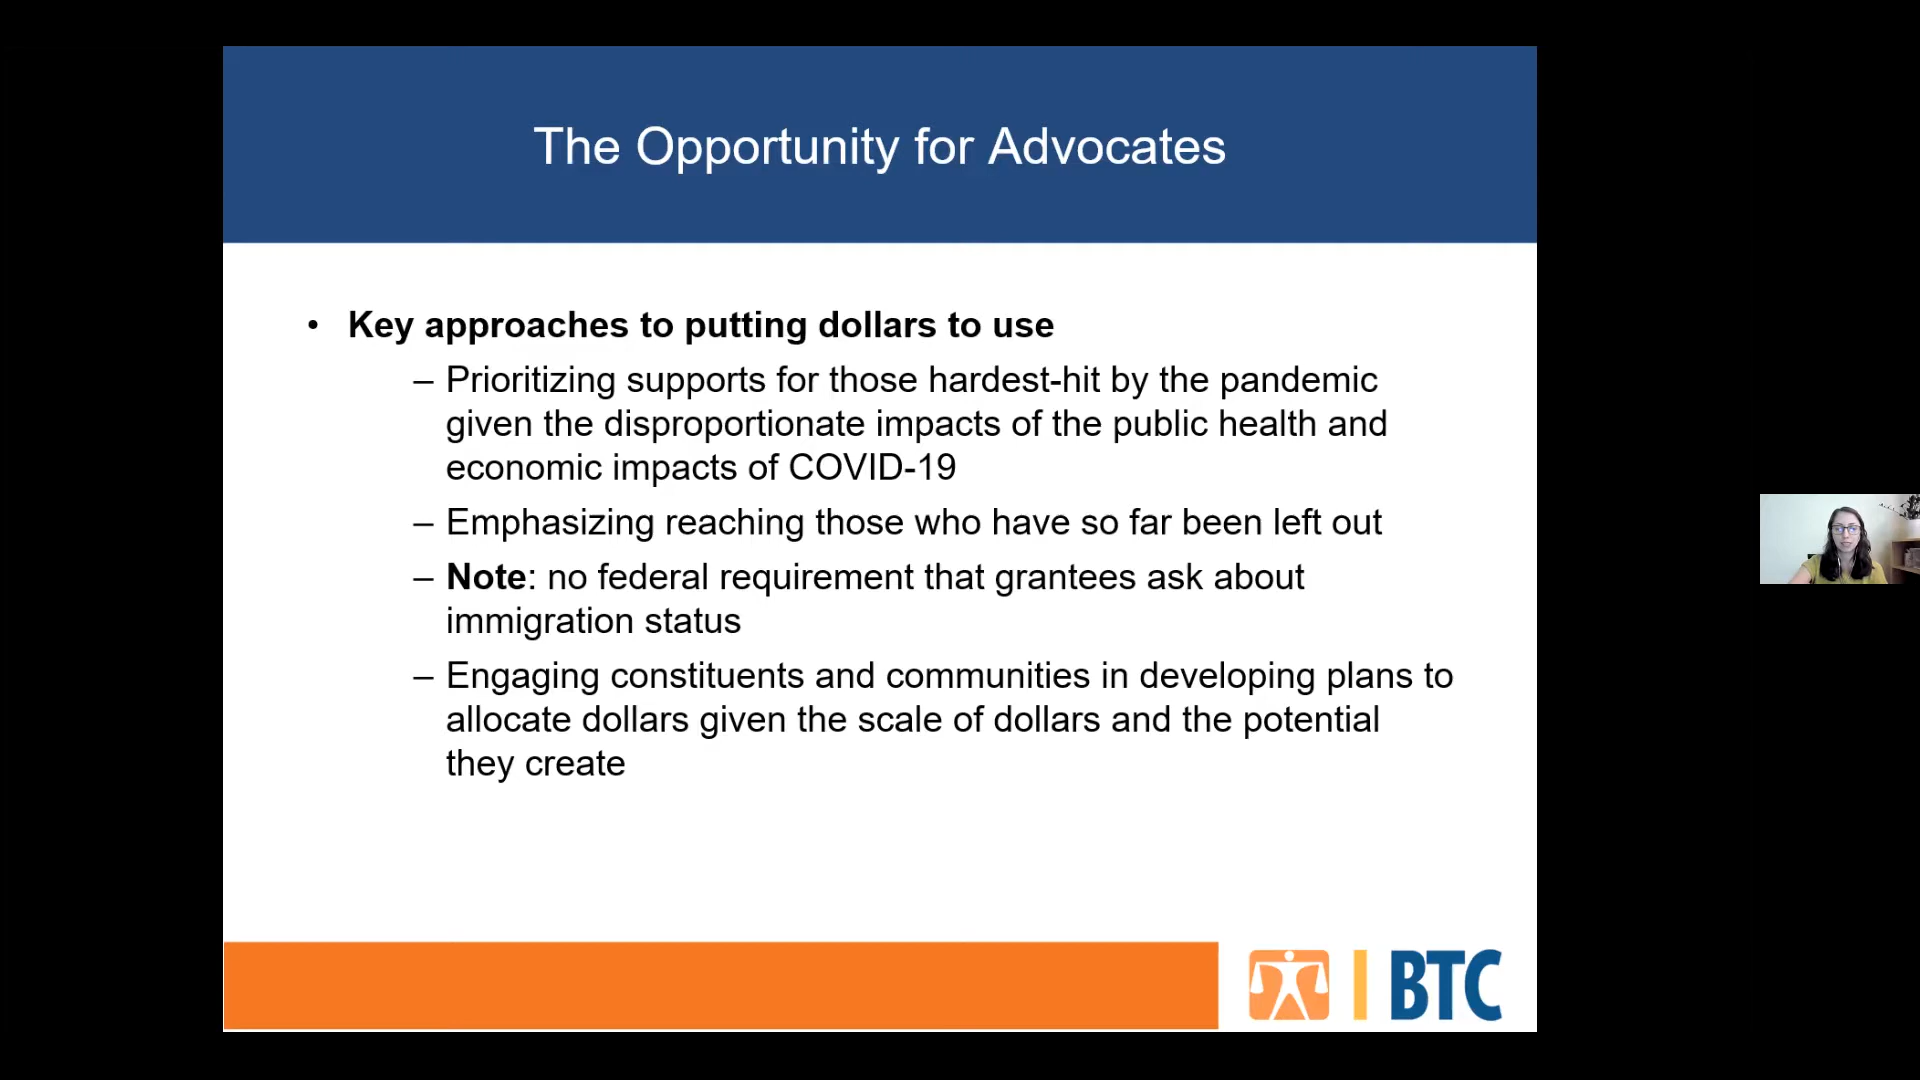 The Opportunity for Advocates
• Key approaches to putting dollars to use
– Prioritizing supports for those hardest-hit by the pandemic
given the disproportionate impacts of the public health and
economic impacts of COVID-19
– Emphasizing reaching those who have so far been left out
– Note: no federal requirement that grantees ask about
immigration status
– Engaging constituents and communities in developing plans to
allocate dollars given the scale of dollars and the potential
they create
BTC